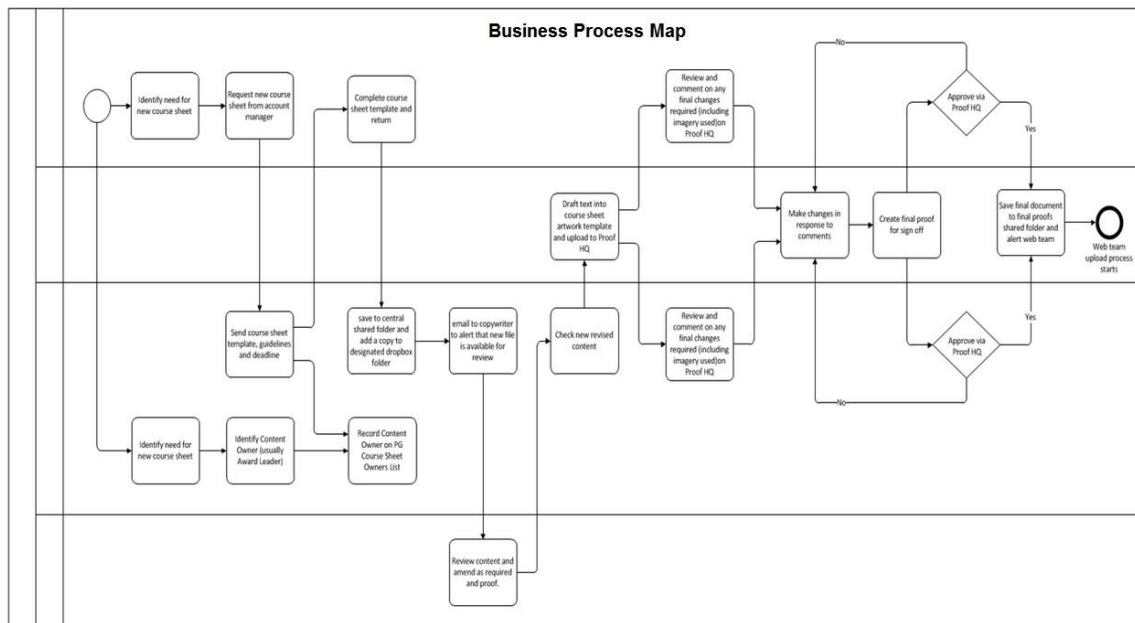 Business Process Map
No
Identify need for
new course sheet
Request new course
sheet from account
manager
Complete course
sheet template and
return
Review and
comment on any
final changes
required (including
imagery used)on
Proof HQ
Approve via
Proof HQ
Yes
Draft text into
course sheet
artwork template
and upload to Proof
HQ
Make changes in
response to
comments
Create final proof
for sign off
Save final document
to final proofs
shared folder and
alert web team
Web team
upload process
starts
Send course sheet
template, guidelines
and deadline
save to central
shared folder and
add a copy to
designated dropbox
folder
email to copywriter
to alert that new file
is available for
review
Check new revised
content
Review and
comment on any
final changes
required (including
imagery used)on
Proof HQ
Approve via
Proof HQ
Yes
No
Identify need for
new course sheet
Identify Content
Owner (usually
Award Leader)
Record Content
Owner on PG
Course Sheet
Owners List
Review content and
amend as required
and proof.